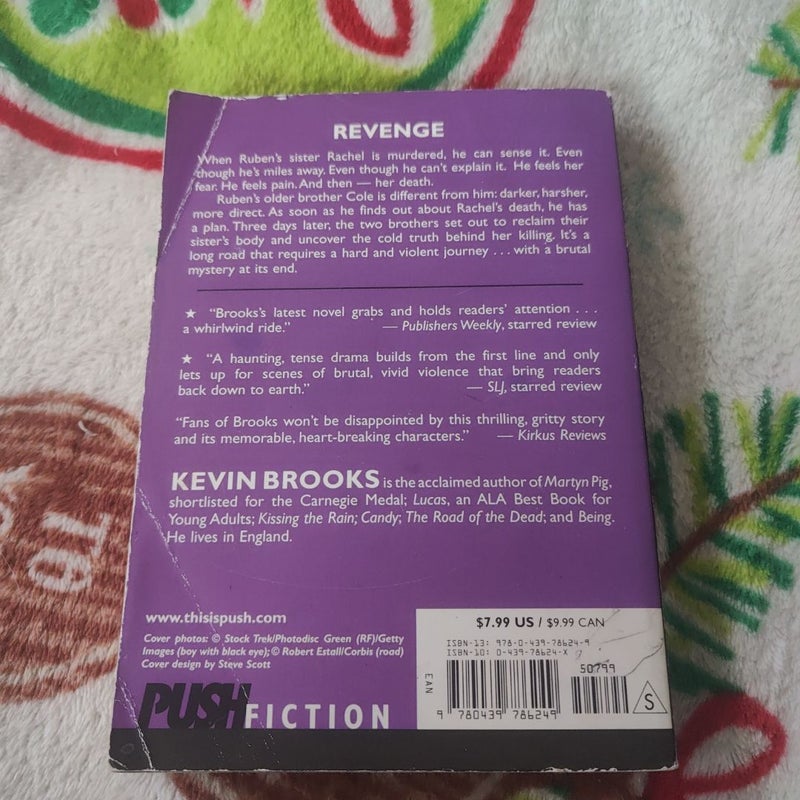 REVENGE
When Ruben's sister Rachel is murdered, he can sense it. Even
though he's miles away. Even though he can't explain it. He feels her
fear. He feels pain. And then — her death.
Ruben's older brother Cole is different from him: darker, harsher,
more direct. As soon as he finds out about Rachel's death, he has
a plan. Three days later, the two brothers set out to reclaim their
sister's body and uncover the cold truth behind her killing. It's a
long road that requires a hard and violent journey . . . with a brutal
mystery at its end.
★ "Brooks's latest novel grabs and holds readers' attention . . .
a whirlwind ride." — Publishers Weekly, starred review
★ "A haunting, tense drama builds from the first line and only
lets up for scenes of brutal, vivid violence that bring readers
back down to earth." — SLJ, starred review
"Fans of Brooks won't be disappointed by this thrilling, gritty story
and its memorable, heart-breaking characters." — Kirkus Reviews
KEVIN BROOKS is the acclaimed author of Martyn Pig,
shortlisted for the Carnegie Medal; Lucas, an ALA Best Book for
Young Adults; Kissing the Rain; Candy; The Road of the Dead; and Being.
He lives in England.
www.thisispush.com
Cover photos: © Stock Trek/Photodisc Green (RF)/Getty
Images (boy with black eye); © Robert Estall/Corbis (road)
Cover design by Steve Scott
PUSH FICTION
$7.99 US / $9.99 CAN
ISBN-13: 978-0-439-78624-9
ISBN-10: 0-439-78624-X
50799
EAN
9 780439 786249
S